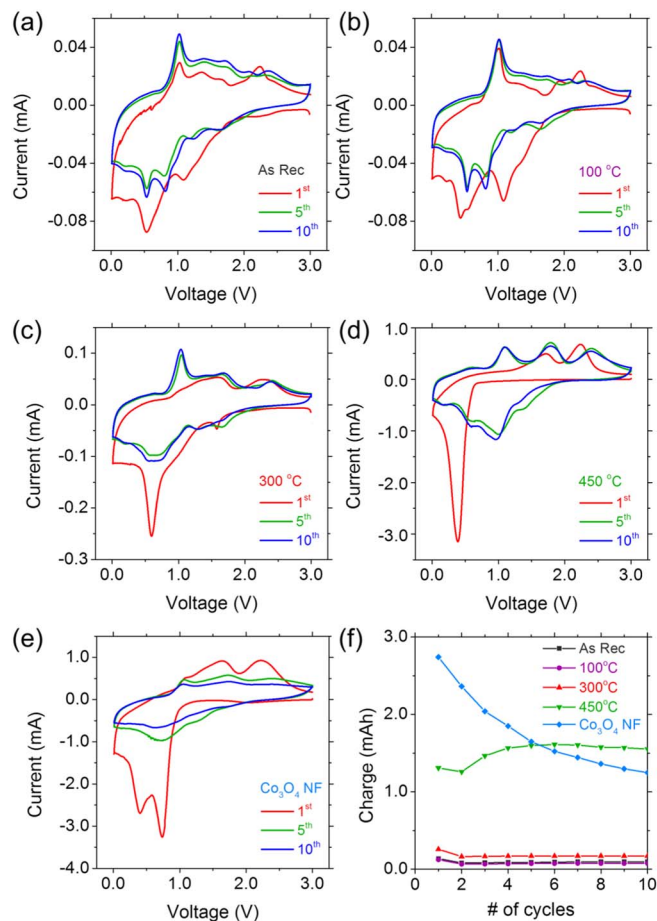 (a)
Current (mA)
0.04
0.00
-0.04
-0.08
As Rec
1st
5th
10th
0.0 1.0 2.0 3.0
Voltage (V)
(b)
Current (mA)
0.04
0.00
-0.04
-0.08
100 °C
1st
5th
10th
0.0 1.0 2.0 3.0
Voltage (V)
(c)
Current (mA)
0.1
0.0
-0.1
-0.2
-0.3
300 °C
1st
5th
10th
0.0 1.0 2.0 3.0
Voltage (V)
(d)
Current (mA)
1.0
0.0
-1.0
-2.0
-3.0
450 °C
1st
5th
10th
0.0 1.0 2.0 3.0
Voltage (V)
(e)
Current (mA)
1.0
0.0
-1.0
-2.0
-3.0
-4.0
Co₃O₄ NF
1st
5th
10th
0.0 1.0 2.0 3.0
Voltage (V)
(f)
Charge (mAh)
3.0
2.0
1.0
0.0
As Rec
100°C
300°C
450°C
Co₃O₄ NF
0 2 4 6 8 10
# of cycles